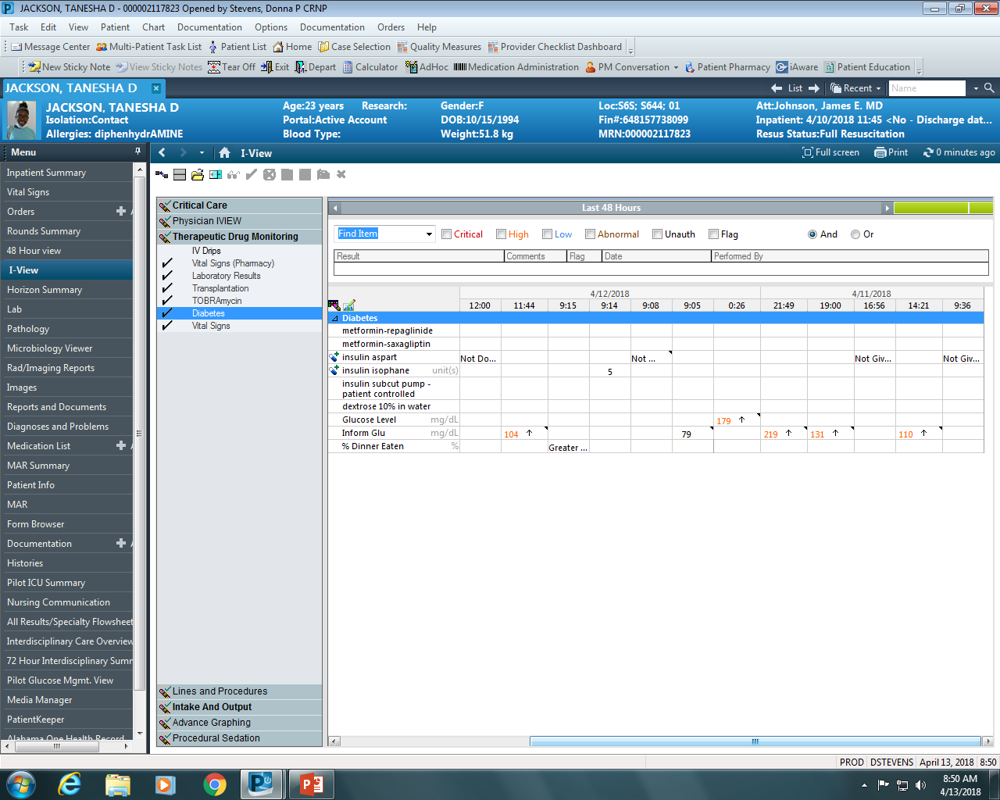 JACKSON, TANESHA D - 000002117823 Opened by Stevens, Donna P CRNP
Task Edit View Patient Chart Documentation Options Documentation Orders Help
Message Center Multi-Patient Task List Patient List Home Case Selection Quality Measures Provider Checklist Dashboard
New Sticky Note View Sticky Notes Tear Off Exit Depart Calculator AdHoc Medication Administration PM Conversation Patient Pharmacy iAware Patient Education
JACKSON, TANESHA D List Recent Name
JACKSON, TANESHA D Age:23 years Research: Gender:F Loc:S6S; S644; 01 Att:Johnson, James E. MD
Isolation:Contact Portal:Active Account DOB:10/15/1994 Fin#:648157738099 Inpatient: 4/10/2018 11:45 <No - Discharge dat...
Allergies: diphenhydrAMINE Blood Type: Weight:51.8 kg MRN:000002117823 Resus Status:Full Resuscitation
Menu
Inpatient Summary
Vital Signs
Orders
Rounds Summary
48 Hour view
I-View
Horizon Summary
Lab
Pathology
Microbiology Viewer
Rad/Imaging Reports
Images
Reports and Documents
Diagnoses and Problems
Medication List
MAR Summary
Patient Info
MAR
Form Browser
Documentation
Histories
Pilot ICU Summary
Nursing Communication
All Results/Specialty Flowsheet
Interdisciplinary Care Overview
72 Hour Interdisciplinary Sum
Pilot Glucose Mgmt. View
Media Manager
PatientKeeper
Alabama One Health Record
I-View Full screen Print 0 minutes ago
Critical Care
Physician IVIEW
Therapeutic Drug Monitoring
IV Drips
Vital Signs (Pharmacy)
Laboratory Results
Transplantation
TOBRAmycin
Diabetes
Vital Signs
Lines and Procedures
Intake And Output
Advance Graphing
Procedural Sedation
Last 48 Hours
Find Item Critical High Low Abnormal Unauth Flag And Or
Result Comments Flag Date Performed By
4/12/2018 4/11/2018
12:00 11:44 9:15 9:14 9:08 9:05 0:26 21:49 19:00 16:56 14:21 9:36
Diabetes
metformin-repaglinide
metformin-saxagliptin
insulin aspart Not Do... Not ... Not Giv... Not Giv...
insulin isophane unit(s) 5
insulin subcut pump -
patient controlled
dextrose 10% in water
Glucose Level mg/dL 179 ↑
Inform Glu mg/dL 104 ↑ 79 219 ↑ 131 ↑ 110 ↑
% Dinner Eaten % Greater ...
PROD DSTEVENS April 13, 2018 8:50
8:50 AM
4/13/2018